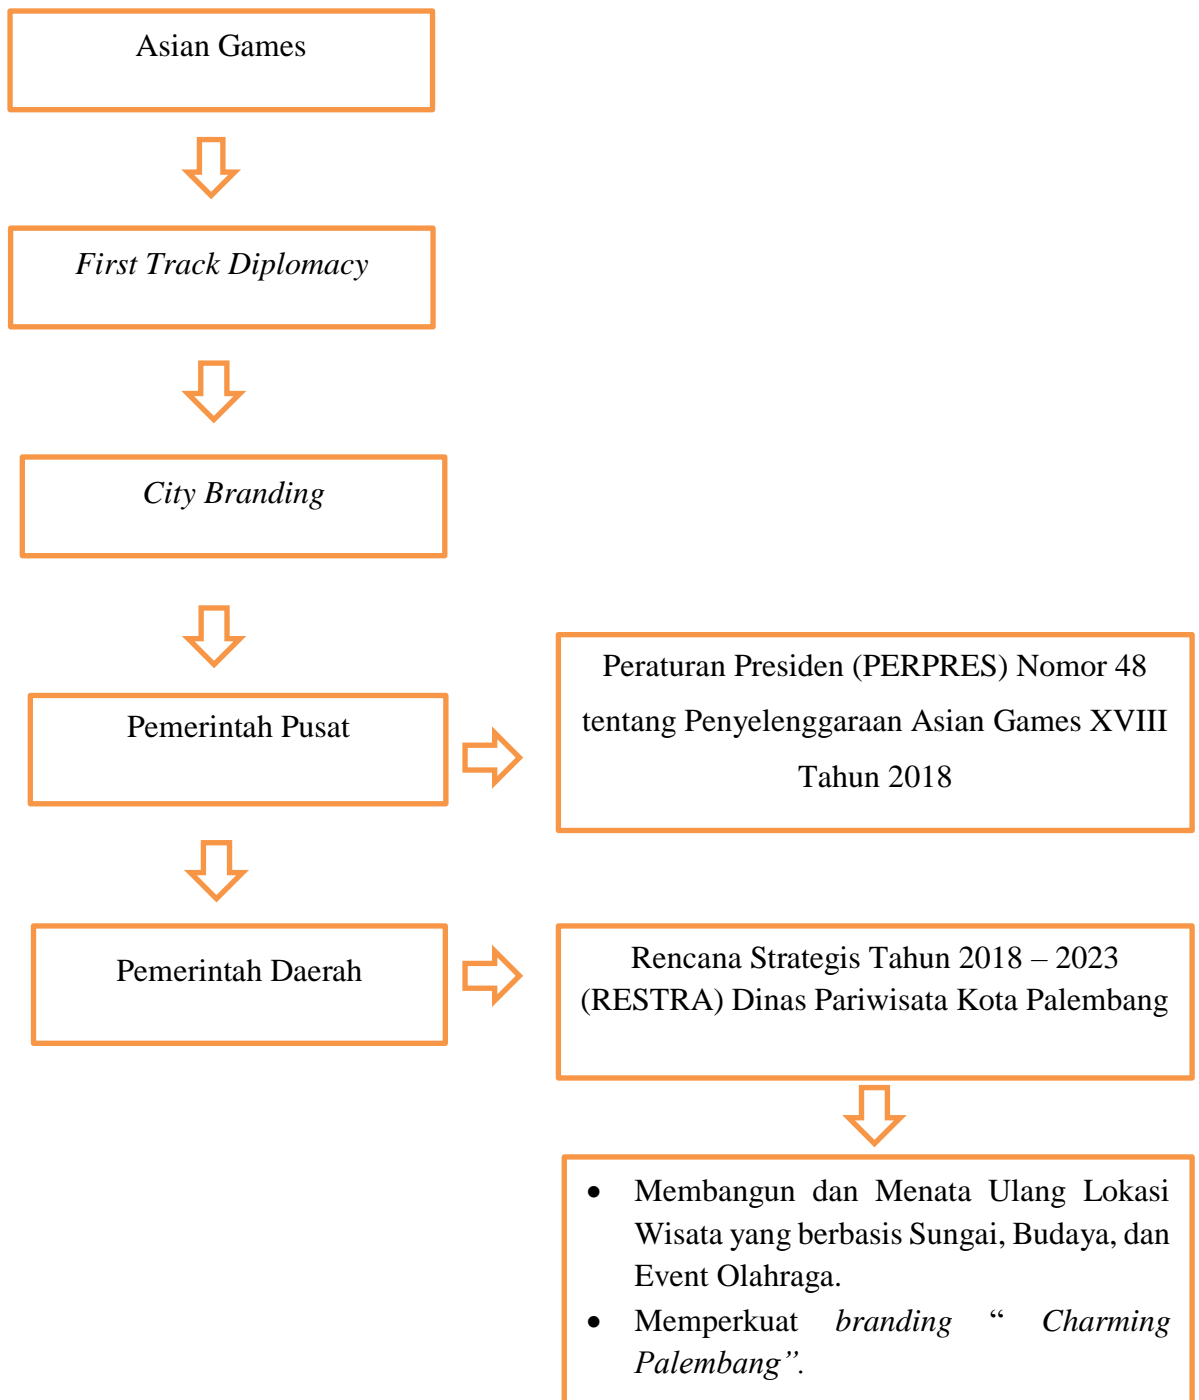 Asian Games
First Track Diplomacy
City Branding
Pemerintah Pusat
Peraturan Presiden (PERPRES) Nomor 48
tentang Penyelenggaraan Asian Games XVIII
Tahun 2018
Pemerintah Daerah
Rencana Strategis Tahun 2018 – 2023
(RESTRA) Dinas Pariwisata Kota Palembang
• Membangun dan Menata Ulang Lokasi
Wisata yang berbasis Sungai, Budaya, dan
Event Olahraga.
• Memperkuat branding “ Charming
Palembang”.